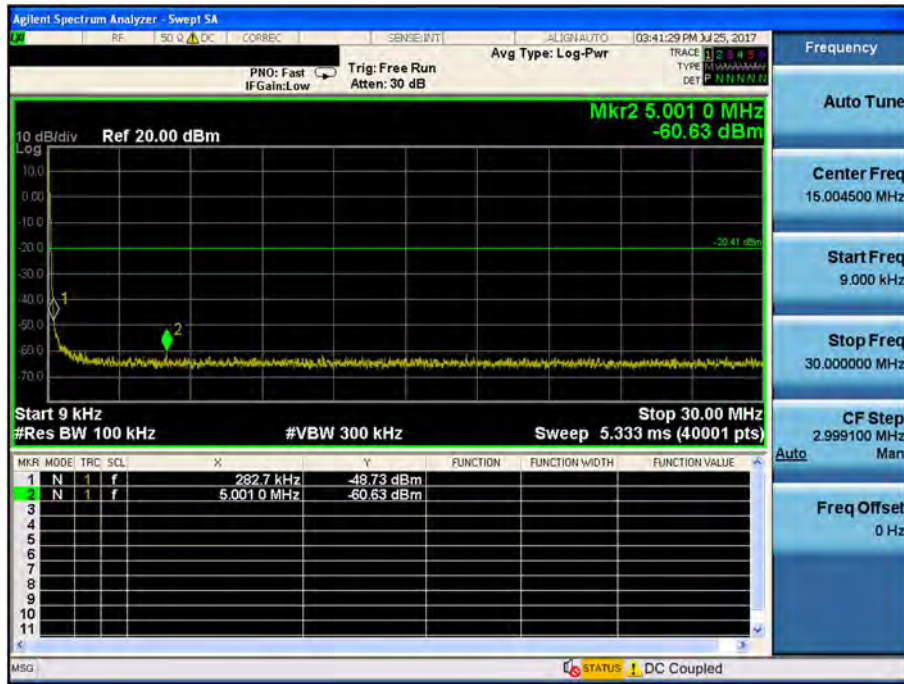 Agilent Spectrum Analyzer - Swept SA
LXI RF 50 Ω DC CORREC SENSE:INT ALIGN AUTO 03:41:29 PM Jul 25, 2017
Frequency
Avg Type: Log-Pwr
TRACE 1 2 3 4 5 6
PNO: Fast Trig: Free Run
TYPE M
IFGain:Low Atten: 30 dB
DET P N N N N N
Auto Tune
Mkr2 5.001 0 MHz
10 dB/div Ref 20.00 dBm -60.63 dBm
Log
10.0
0.00
-10.0
-20.0
-20.41 dBm
-30.0
-40.0
1
-50.0
2
-60.0
-70.0
Start 9 kHz Stop 30.00 MHz
#Res BW 100 kHz #VBW 300 kHz Sweep 5.333 ms (40001 pts)
MKR MODE TRC SCL X Y FUNCTION FUNCTION WIDTH FUNCTION VALUE
1 N 1 f 282.7 kHz -48.73 dBm
2 N 1 f 5.001 0 MHz -60.63 dBm
3
4
5
6
7
8
9
10
11
Center Freq
15.004500 MHz
Start Freq
9.000 kHz
Stop Freq
30.000000 MHz
CF Step
2.999100 MHz
Auto Man
Freq Offset
0 Hz
MSG STATUS DC Coupled